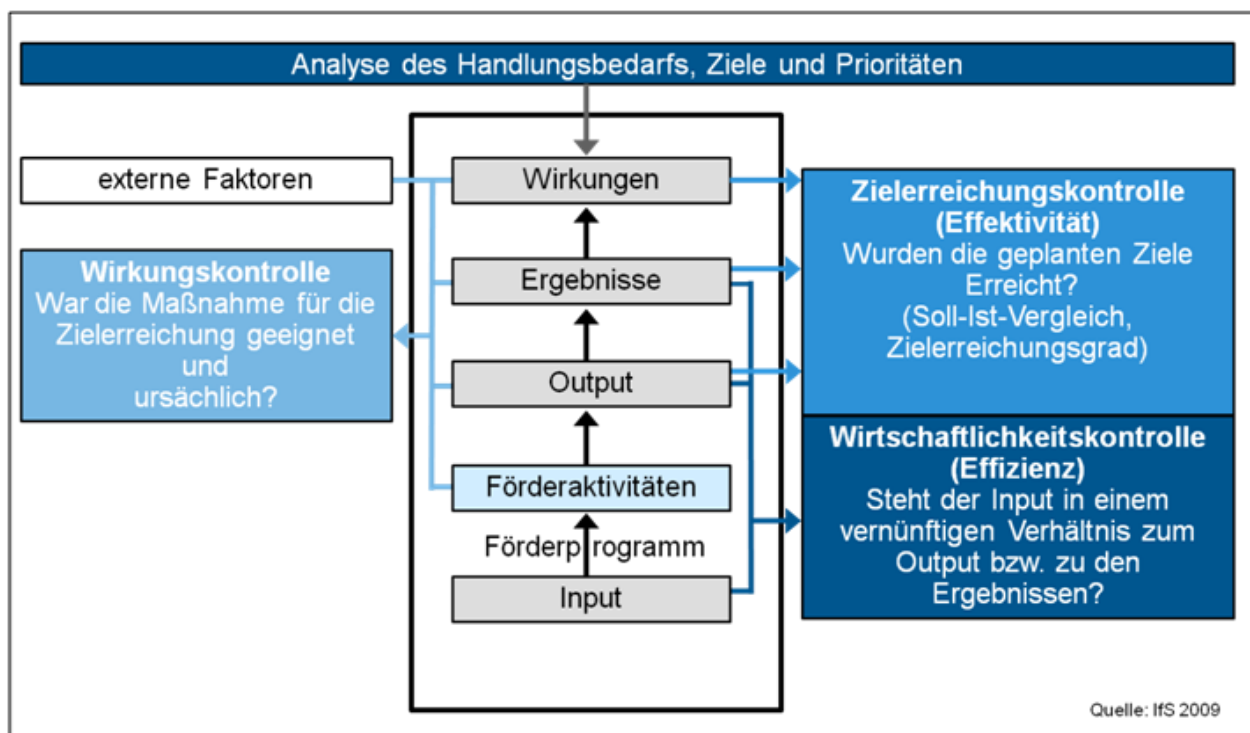 Analyse des Handlungsbedarfs, Ziele und Prioritäten
externe Faktoren
Wirkungskontrolle
War die Maßnahme für die
Zielerreichung geeignet
und
ursächlich?
Wirkungen
Ergebnisse
Output
Förderaktivitäten
Förderprogramm
Input
Zielerreichungskontrolle
(Effektivität)
Wurden die geplanten Ziele
Erreicht?
(Soll-Ist-Vergleich,
Zielerreichungsgrad)
Wirtschaftlichkeitskontrolle
(Effizienz)
Steht der Input in einem
vernünftigen Verhältnis zum
Output bzw. zu den
Ergebnissen?
Quelle: IfS 2009